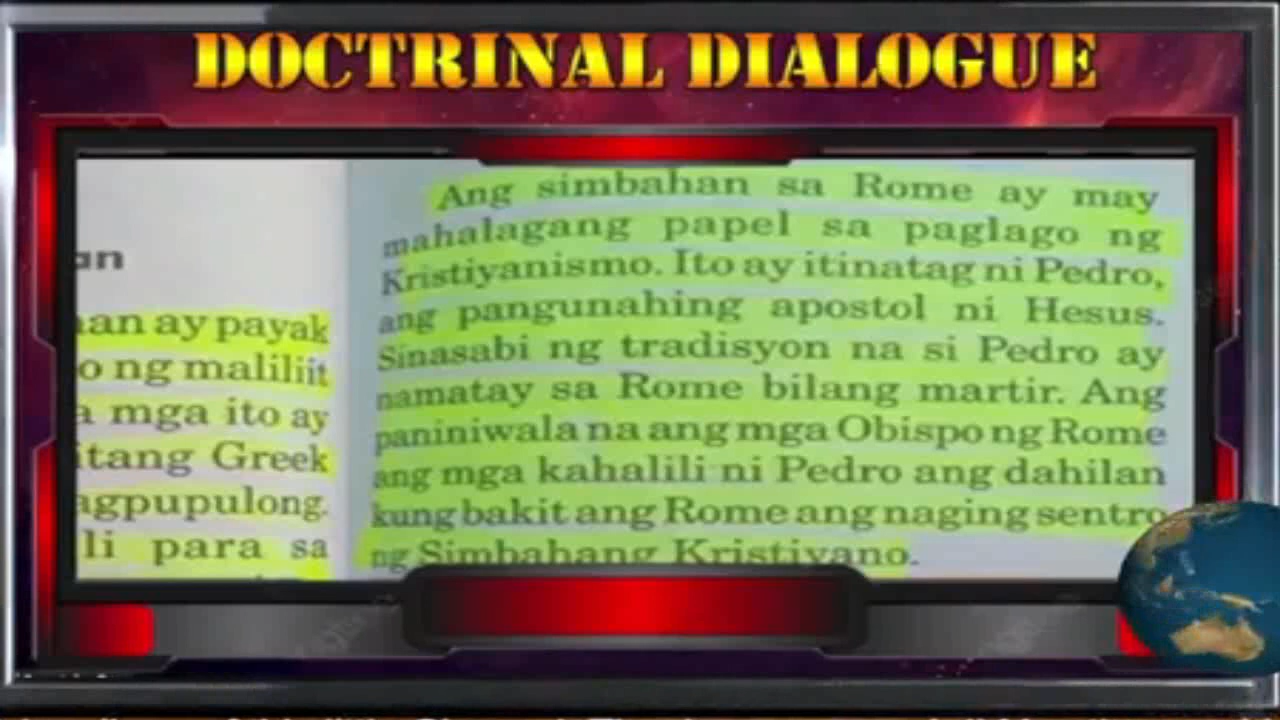 DOCTRINAL DIALOGUE
an
an ay payak
o ng maliliit
a mga ito ay
itang Greek
agpupulong.
li para sa
Ang simbahan sa Rome ay may
mahalagang papel sa paglago ng
Kristiyanismo. Ito ay itinatag ni Pedro,
ang pangunahing apostol ni Hesus.
Sinasabi ng tradisyon na si Pedro ay
namatay sa Rome bilang martir. Ang
paniniwala na ang mga Obispo ng Rome
ang mga kahalili ni Pedro ang dahilan
kung bakit ang Rome ang naging sentro
ng Simbahang Kristiyano.